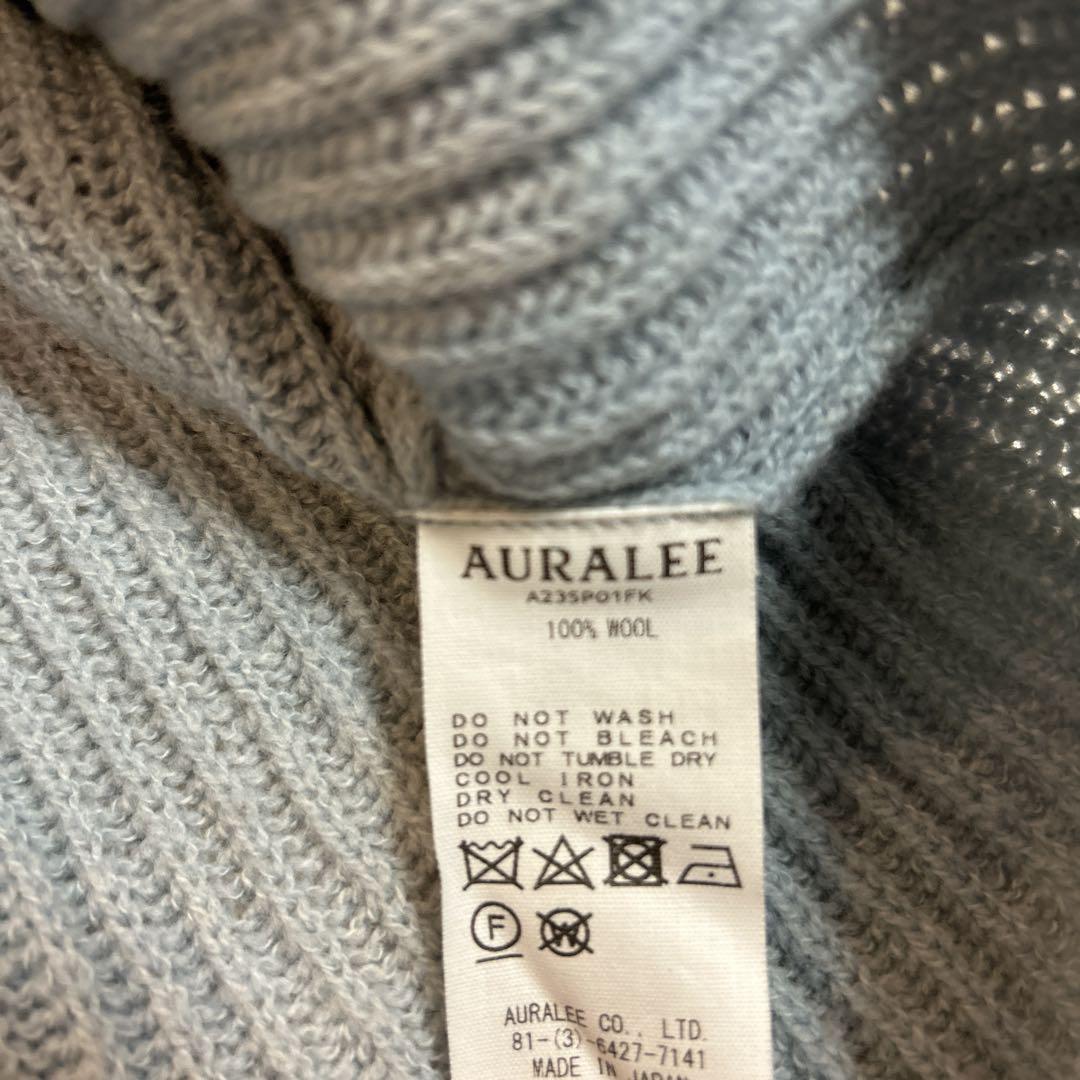 AURALEE
A23SP01FK
100% WOOL
DO NOT WASH
DO NOT BLEACH
DO NOT TUMBLE DRY
COOL IRON
DRY CLEAN
DO NOT WET CLEAN
F W
AURALEE CO., LTD.
81-(3)-6427-7141
MADE IN JAPAN